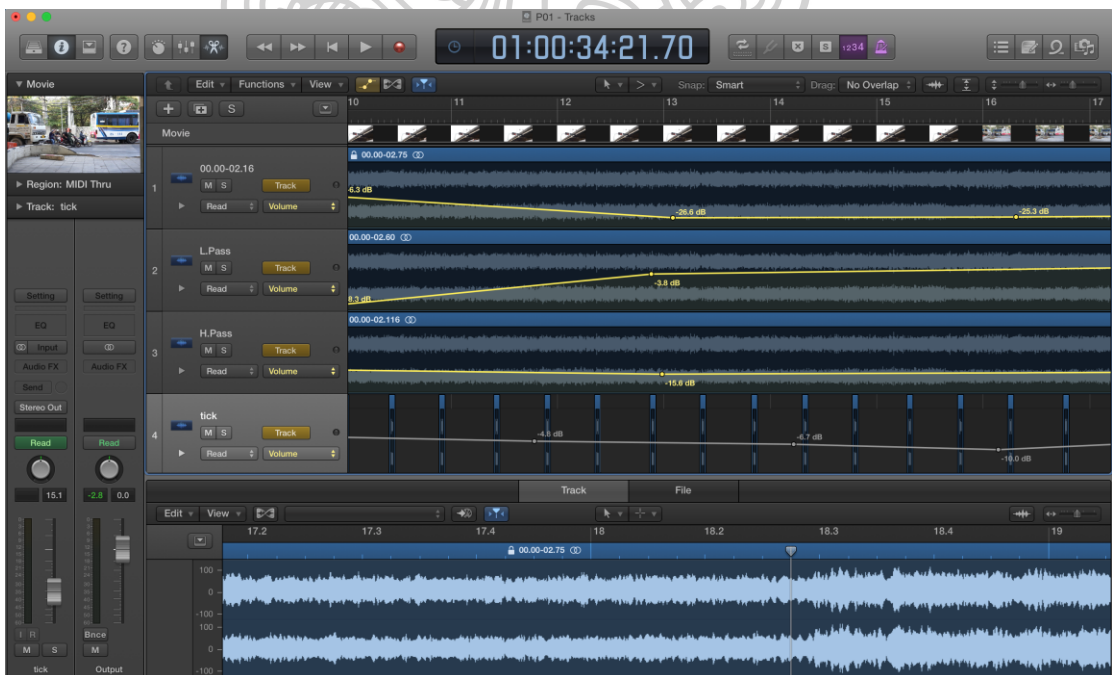 P01 - Tracks
01:00:34:21.70
1234
Movie
Edit Functions View Snap: Smart Drag: No Overlap
S
10 11 12 13 14 15 16 17
Movie
Region: MIDI Thru
Track: tick
1
00.00-02.16
M S Track
Read Volume
00.00-02.75
-26.6 dB
-25.3 dB
2
L.Pass
M S Track
Read Volume
00.00-02.60
-3.8 dB
3
H.Pass
M S Track
Read Volume
00.00-02.116
-15.6 dB
4
tick
M S Track
Read Volume
-4.8 dB
-6.7 dB
-10.0 dB
Setting Setting
EQ EQ
Input
Audio FX Audio FX
Send
Stereo Out
Read Read
15.1 -2.8 0.0
I R Bnce
M S M
tick Output
Track File
Edit View
17.2 17.3 17.4 18 18.2 18.3 18.4 19
00.00-02.75
100
0
-100
100
0
-100